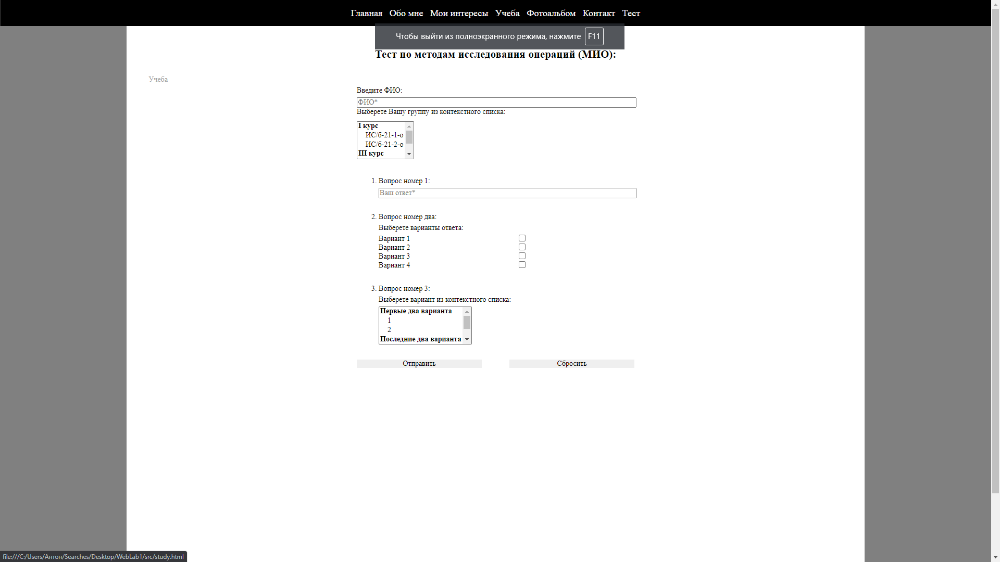 Главная Обо мне Мои интересы Учеба Фотоальбом Контакт Тест
Чтобы выйти из полноэкранного режима, нажмите F11
Тест по методам исследования операций (МИО):
Учеба
Введите ФИО:
ФИО*
Выберете Вашу группу из контекстного списка:
I курс
ИС/б-21-1-о
ИС/б-21-2-о
III курс
1. Вопрос номер 1:
Ваш ответ*
2. Вопрос номер два:
Выберете варианты ответа:
Вариант 1
Вариант 2
Вариант 3
Вариант 4
3. Вопрос номер 3:
Выберете вариант из контекстного списка:
Первые два варианта
1
2
Последние два варианта
Отправить Сбросить
file:///C:/Users/Антон/Searches/Desktop/WebLab1/src/study.html